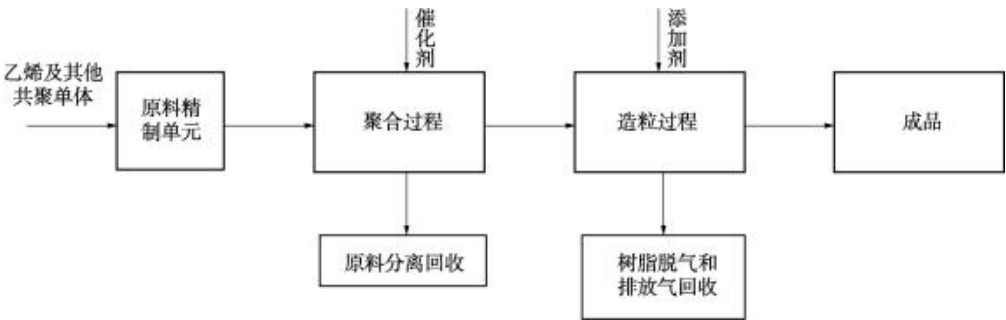 催化剂
添加剂
乙烯及其他
共聚单体
原料精
制单元
聚合过程
造粒过程
成品
原料分离回收
树脂脱气和
排放气回收